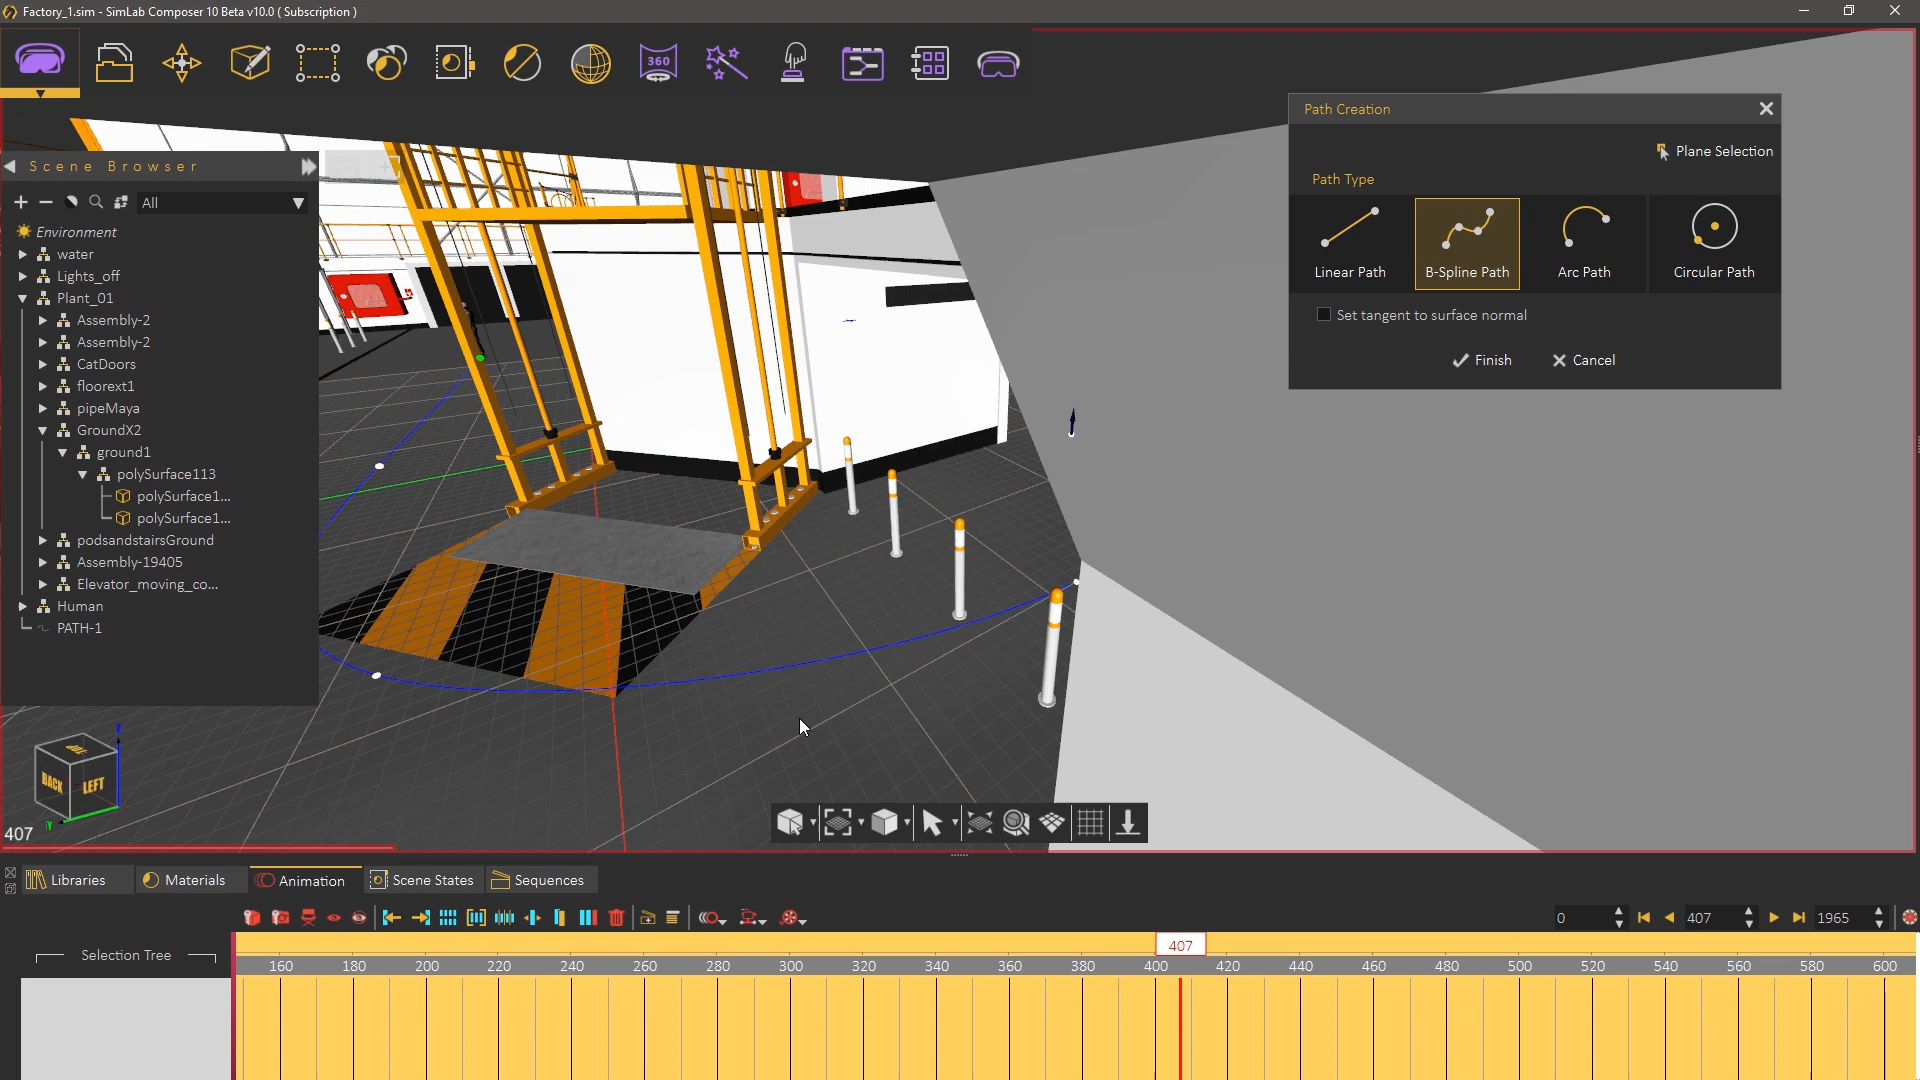 Factory_1.sim - SimLab Composer 10 Beta v10.0 ( Subscription )
360
Path Creation
Plane Selection
Path Type
Linear Path
B-Spline Path
Arc Path
Circular Path
Set tangent to surface normal
Finish
Cancel
Scene Browser
All
Environment
water
Lights_off
Plant_01
Assembly-2
Assembly-2
CatDoors
floorext1
pipeMaya
GroundX2
ground1
polySurface113
polySurface1...
polySurface1...
podsandstairsGround
Assembly-19405
Elevator_moving_co...
Human
PATH-1
BACK
LEFT
Z
Y
407
Libraries
Materials
Animation
Scene States
Sequences
0
407
1965
Selection Tree
407
160 180 200 220 240 260 280 300 320 340 360 380 400 420 440 460 480 500 520 540 560 580 600